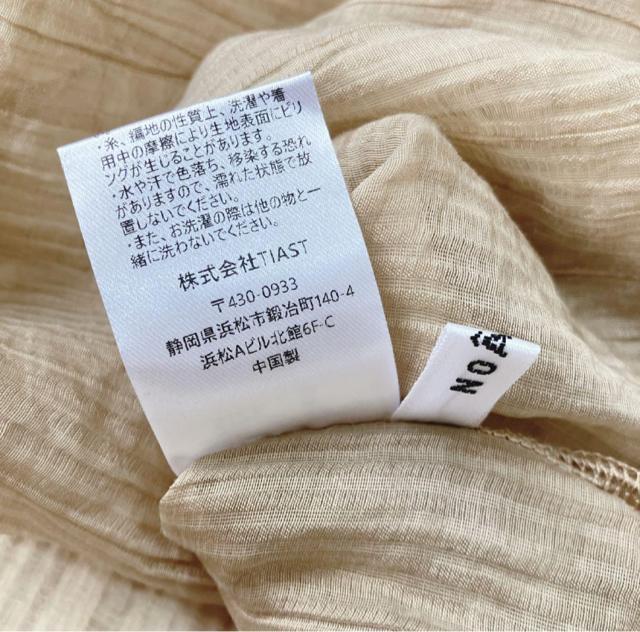 ・糸、編地の性質上、洗濯や着
用中の摩擦により生地表面にピリ
ングが生じることがあります。
・水や汗で色落ち、移染する恐れ
がありますので、濡れた状態で放
置しないでください。
・また、お洗濯の際は他の物と一
緒に洗わないでください。
株式会社TIAST
〒430-0933
静岡県浜松市鍛冶町140-4
浜松Aビル北館6F-C
中国製
NO